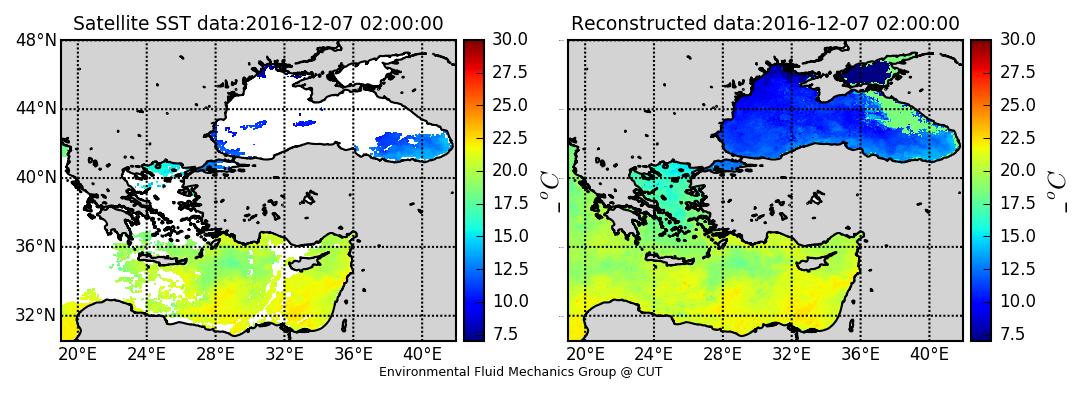 Satellite SST data:2016-12-07 02:00:00
Reconstructed data:2016-12-07 02:00:00
48°N
44°N
40°N
36°N
32°N
20°E 24°E 28°E 32°E 36°E 40°E
30.0
27.5
25.0
22.5
20.0
17.5
15.0
12.5
10.0
7.5
_°C
20°E 24°E 28°E 32°E 36°E 40°E
30.0
27.5
25.0
22.5
20.0
17.5
15.0
12.5
10.0
7.5
_°C
Environmental Fluid Mechanics Group @ CUT